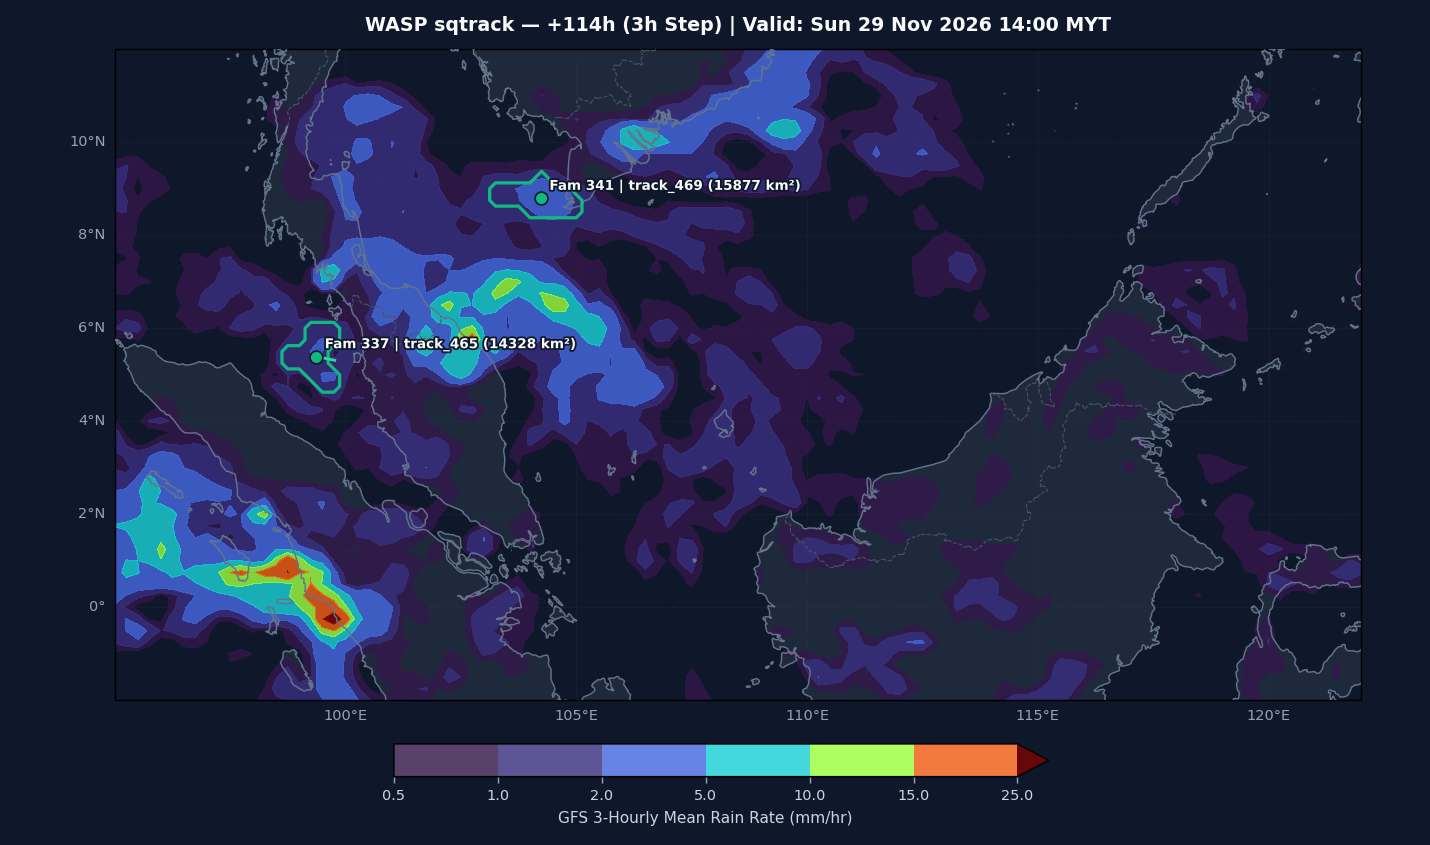 WASP sqtrack — +114h (3h Step) | Valid: Sun 29 Nov 2026 14:00 MYT
10°N
8°N
6°N
4°N
2°N
0°
Fam 341 | track_469 (15877 km²)
Fam 337 | track_465 (14328 km²)
100°E
105°E
110°E
115°E
120°E
0.5
1.0
2.0
5.0
10.0
15.0
25.0
GFS 3-Hourly Mean Rain Rate (mm/hr)